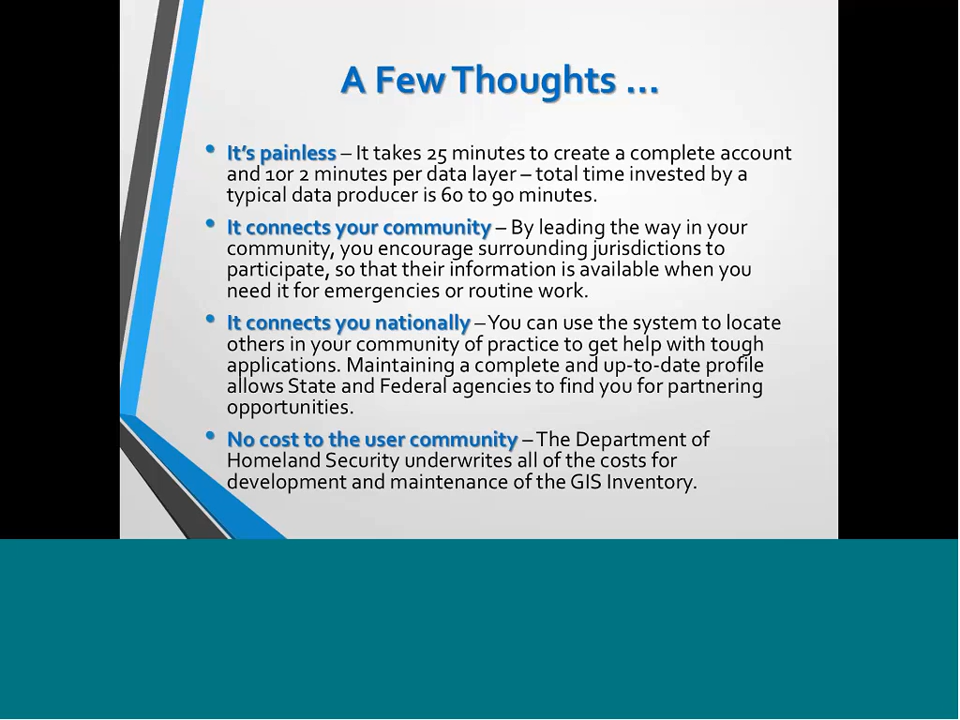 A Few Thoughts ...
• It's painless – It takes 25 minutes to create a complete account
and 1or 2 minutes per data layer – total time invested by a
typical data producer is 60 to 90 minutes.
• It connects your community – By leading the way in your
community, you encourage surrounding jurisdictions to
participate, so that their information is available when you
need it for emergencies or routine work.
• It connects you nationally – You can use the system to locate
others in your community of practice to get help with tough
applications. Maintaining a complete and up-to-date profile
allows State and Federal agencies to find you for partnering
opportunities.
• No cost to the user community – The Department of
Homeland Security underwrites all of the costs for
development and maintenance of the GIS Inventory.